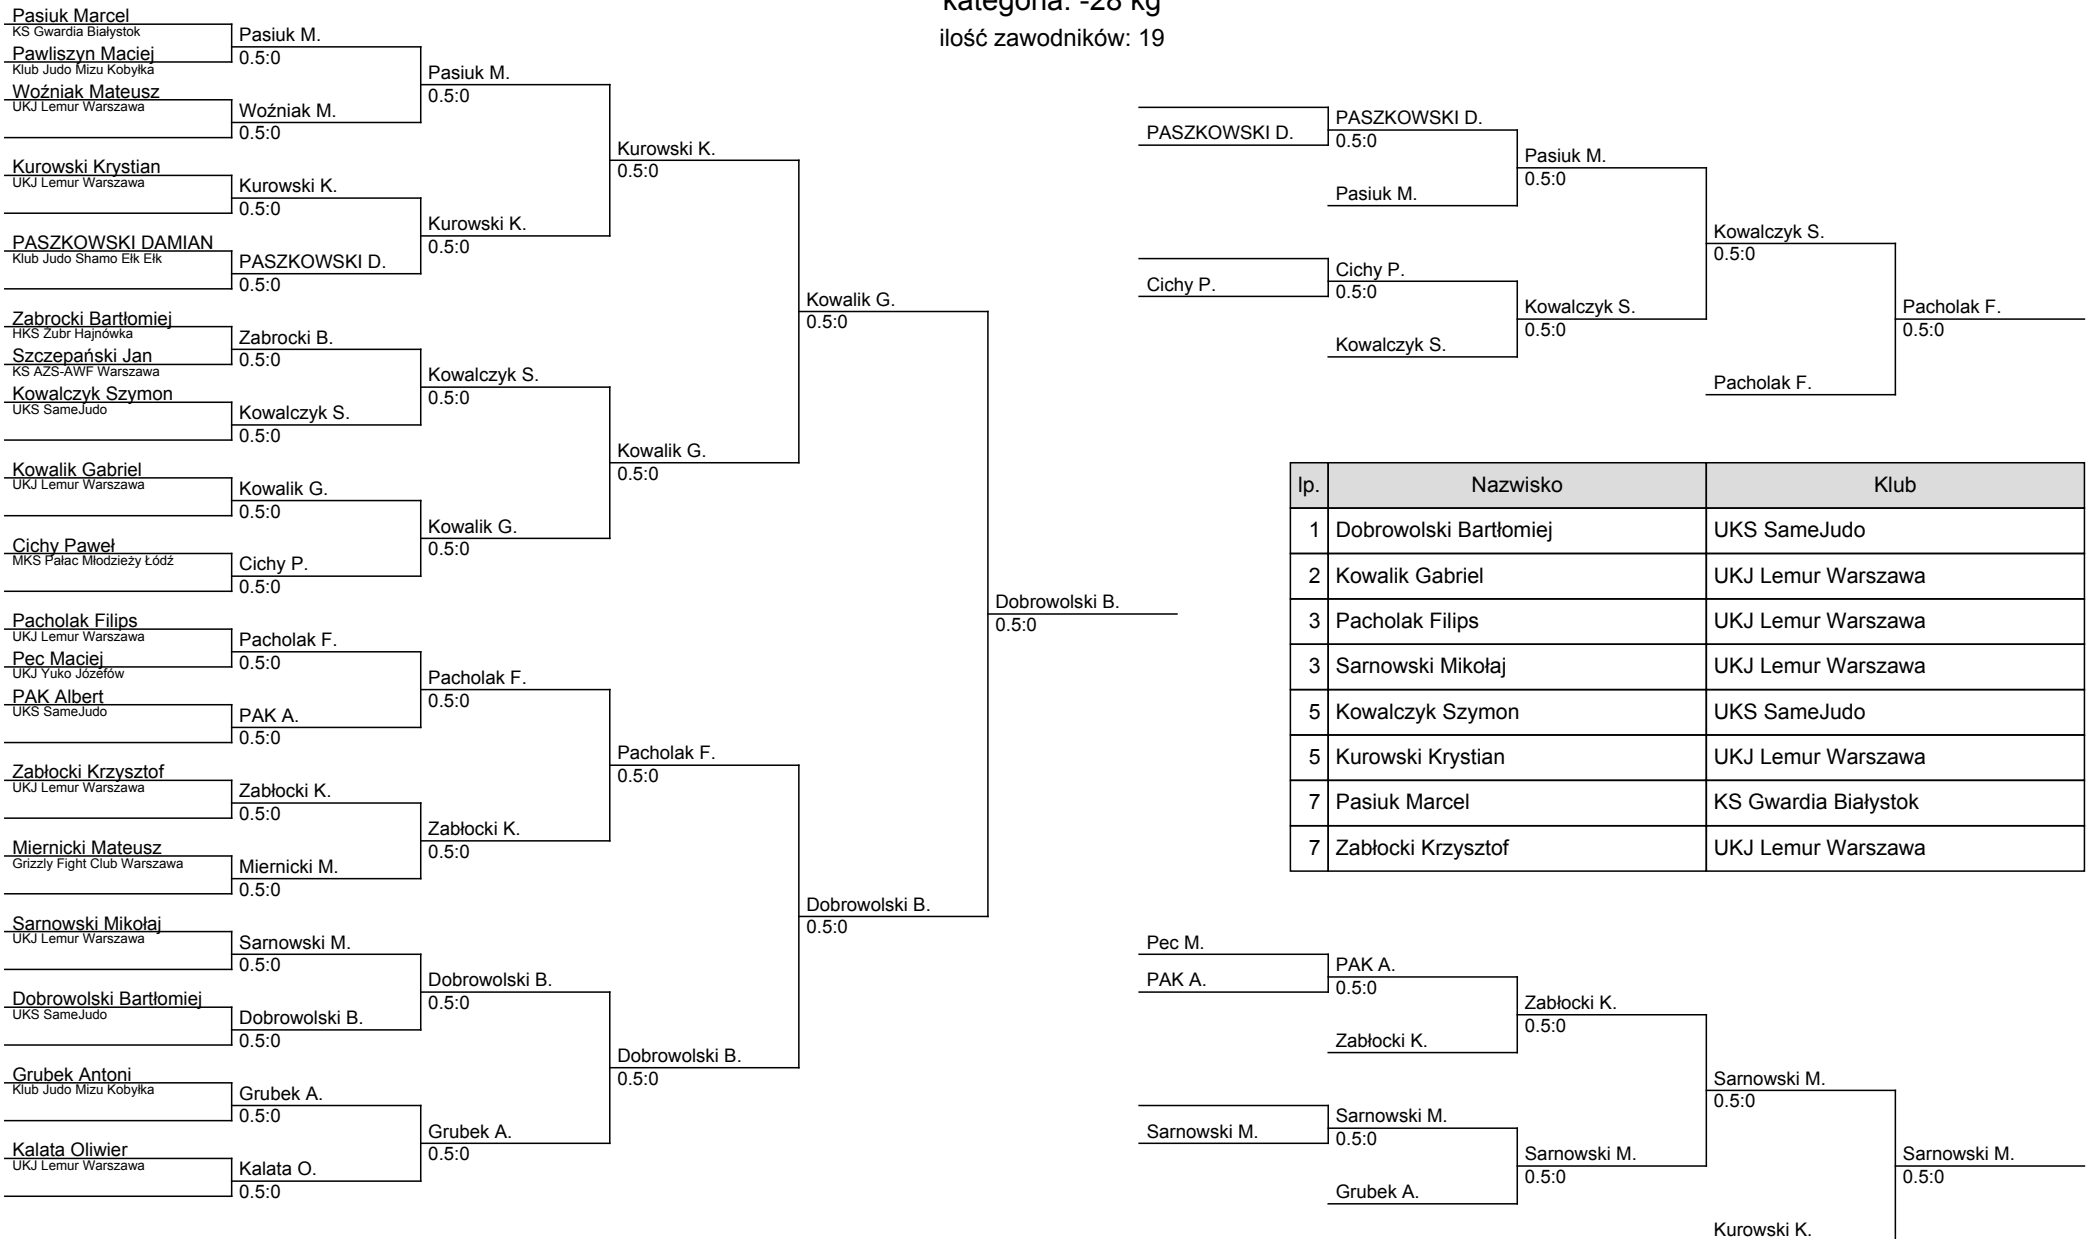 kategoria: -28 kg
ilość zawodników: 19
Pasiuk Marcel
KS Gwardia Białystok
Pawliszyn Maciej
Klub Judo Mizu Kobyłka
Woźniak Mateusz
UKJ Lemur Warszawa
Kurowski Krystian
UKJ Lemur Warszawa
PASZKOWSKI DAMIAN
Klub Judo Shamo Ełk Ełk
Zabrocki Bartłomiej
HKS Żubr Hajnówka
Szczepański Jan
KS AZS-AWF Warszawa
Kowalczyk Szymon
UKS SameJudo
Kowalik Gabriel
UKJ Lemur Warszawa
Cichy Paweł
MKS Pałac Młodzieży Łódź
Pacholak Filips
UKJ Lemur Warszawa
Pec Maciej
UKJ Yuko Józefów
PAK Albert
UKS SameJudo
Zabłocki Krzysztof
UKJ Lemur Warszawa
Miernicki Mateusz
Grizzly Fight Club Warszawa
Sarnowski Mikołaj
UKJ Lemur Warszawa
Dobrowolski Bartłomiej
UKS SameJudo
Grubek Antoni
Klub Judo Mizu Kobyłka
Kalata Oliwier
UKJ Lemur Warszawa
Pasiuk M.
0.5:0
Woźniak M.
0.5:0
Kurowski K.
0.5:0
PASZKOWSKI D.
0.5:0
Zabrocki B.
0.5:0
Kowalczyk S.
0.5:0
Kowalik G.
0.5:0
Cichy P.
0.5:0
Pacholak F.
0.5:0
PAK A.
0.5:0
Zabłocki K.
0.5:0
Miernicki M.
0.5:0
Sarnowski M.
0.5:0
Dobrowolski B.
0.5:0
Grubek A.
0.5:0
Kalata O.
0.5:0
Pasiuk M.
0.5:0
Kurowski K.
0.5:0
Kowalczyk S.
0.5:0
Kowalik G.
0.5:0
Pacholak F.
0.5:0
Zabłocki K.
0.5:0
Dobrowolski B.
0.5:0
Grubek A.
0.5:0
Kurowski K.
0.5:0
Kowalik G.
0.5:0
Pacholak F.
0.5:0
Dobrowolski B.
0.5:0
Kowalik G.
0.5:0
Dobrowolski B.
0.5:0
Dobrowolski B.
0.5:0
PASZKOWSKI D.
Cichy P.
PASZKOWSKI D.
0.5:0
Pasiuk M.
Cichy P.
0.5:0
Kowalczyk S.
Pasiuk M.
0.5:0
Kowalczyk S.
0.5:0
Kowalczyk S.
0.5:0
Pacholak F.
Pacholak F.
0.5:0
lp. Nazwisko Klub
1 Dobrowolski Bartłomiej UKS SameJudo
2 Kowalik Gabriel UKJ Lemur Warszawa
3 Pacholak Filips UKJ Lemur Warszawa
3 Sarnowski Mikołaj UKJ Lemur Warszawa
5 Kowalczyk Szymon UKS SameJudo
5 Kurowski Krystian UKJ Lemur Warszawa
7 Pasiuk Marcel KS Gwardia Białystok
7 Zabłocki Krzysztof UKJ Lemur Warszawa
Pec M.
PAK A.
Sarnowski M.
PAK A.
0.5:0
Zabłocki K.
Sarnowski M.
0.5:0
Grubek A.
Zabłocki K.
0.5:0
Sarnowski M.
0.5:0
Sarnowski M.
0.5:0
Kurowski K.
Sarnowski M.
0.5:0